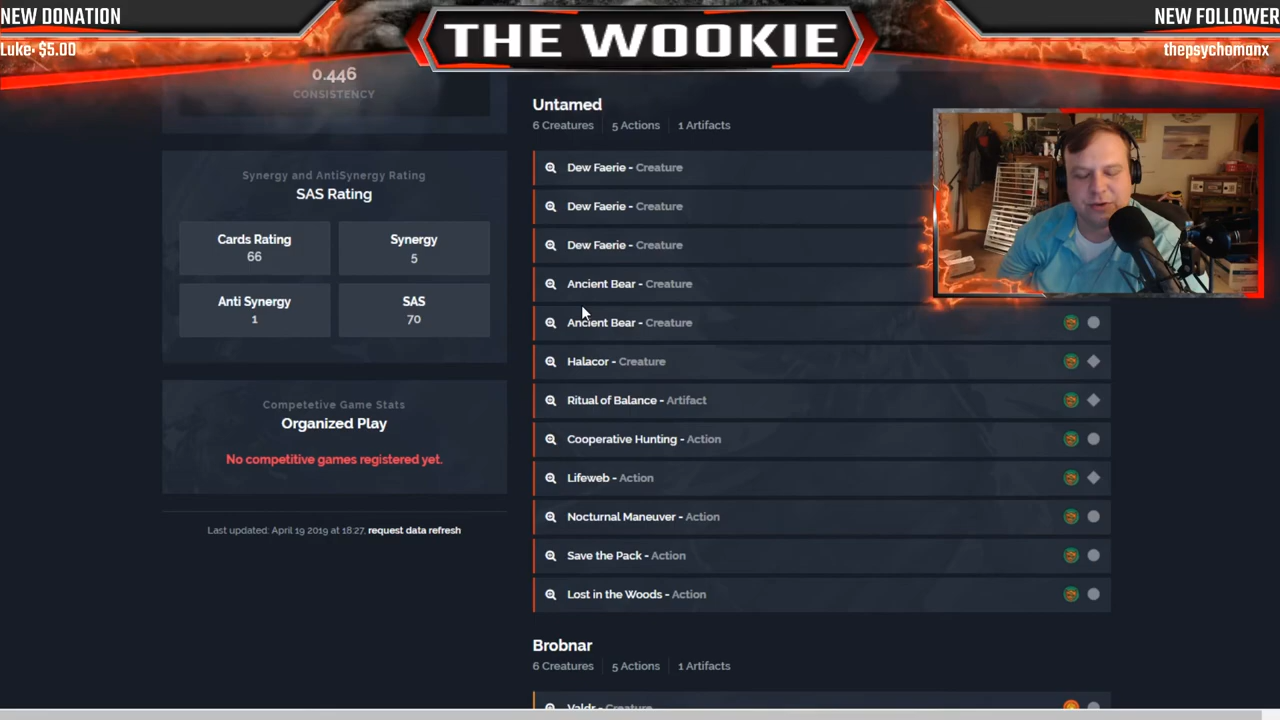 NEW DONATION
Luke: $5.00
THE WOOKIE
NEW FOLLOWER
thepsychomanx
0.446
CONSISTENCY
Synergy and AntiSynergy Rating
SAS Rating
Cards Rating
66
Synergy
5
Anti Synergy
1
SAS
70
Competetive Game Stats
Organized Play
No competitive games registered yet.
Last updated: April 19 2019 at 18:27, request data refresh
Untamed
6 Creatures 5 Actions 1 Artifacts
Dew Faerie - Creature
Dew Faerie - Creature
Dew Faerie - Creature
Ancient Bear - Creature
Ancient Bear - Creature
Halacor - Creature
Ritual of Balance - Artifact
Cooperative Hunting - Action
Lifeweb - Action
Nocturnal Maneuver - Action
Save the Pack - Action
Lost in the Woods - Action
Brobnar
6 Creatures 5 Actions 1 Artifacts
Valdr - Creature